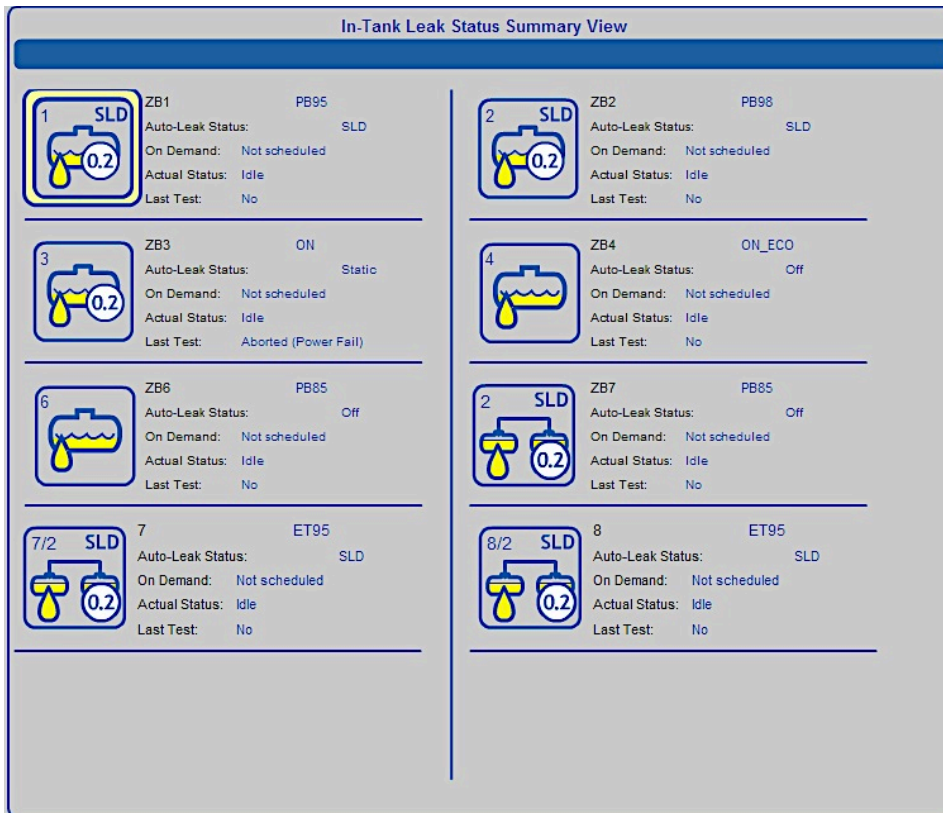 In-Tank Leak Status Summary View
1 SLD 0.2
ZB1 PB95
Auto-Leak Status: SLD
On Demand: Not scheduled
Actual Status: Idle
Last Test: No
2 SLD 0.2
ZB2 PB98
Auto-Leak Status: SLD
On Demand: Not scheduled
Actual Status: Idle
Last Test: No
3 0.2
ZB3 ON
Auto-Leak Status: Static
On Demand: Not scheduled
Actual Status: Idle
Last Test: Aborted (Power Fail)
4
ZB4 ON_ECO
Auto-Leak Status: Off
On Demand: Not scheduled
Actual Status: Idle
Last Test: No
6
ZB6 PB85
Auto-Leak Status: Off
On Demand: Not scheduled
Actual Status: Idle
Last Test: No
2 SLD 0.2
ZB7 PB85
Auto-Leak Status: Off
On Demand: Not scheduled
Actual Status: Idle
Last Test: No
7/2 SLD 0.2
7 ET95
Auto-Leak Status: SLD
On Demand: Not scheduled
Actual Status: Idle
Last Test: No
8/2 SLD 0.2
8 ET95
Auto-Leak Status: SLD
On Demand: Not scheduled
Actual Status: Idle
Last Test: No